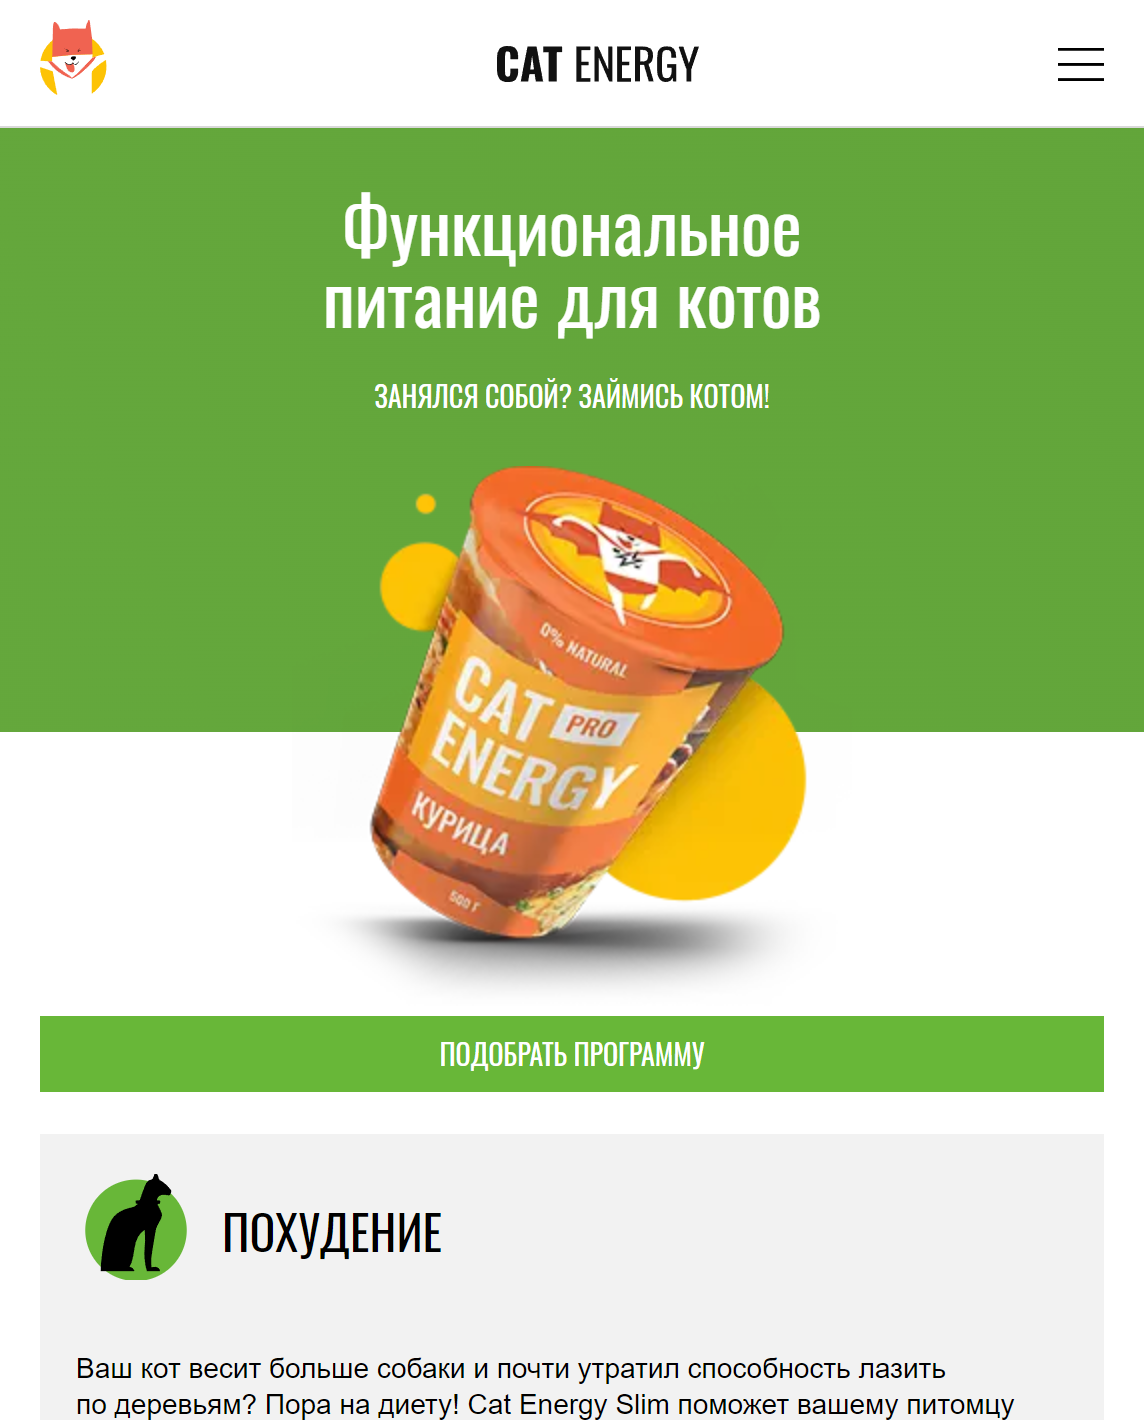 CAT ENERGY
Функциональное
питание для котов
ЗАНЯЛСЯ СОБОЙ? ЗАЙМИСЬ КОТОМ!
0% NATURAL
CAT PRO
ENERGY
КУРИЦА
500 Г
ПОДОБРАТЬ ПРОГРАММУ
ПОХУДЕНИЕ
Ваш кот весит больше собаки и почти утратил способность лазить
по деревьям? Пора на диету! Cat Energy Slim поможет вашему питомцу